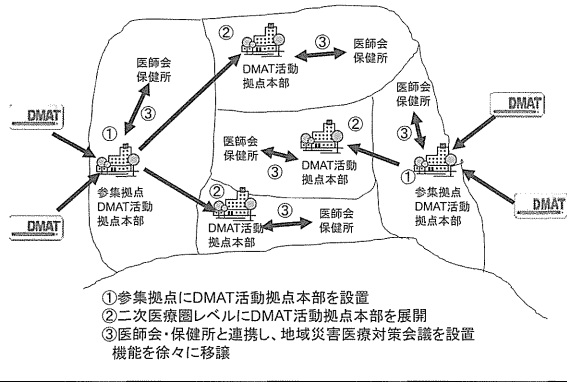 ②
③
医師会
保健所
DMAT活動
拠点本部
医師会
保健所
③
DMAT
①
参集拠点
DMAT活動
拠点本部
DMAT
医師会
保健所
③
②
DMAT活動
拠点本部
②
③
DMAT活動
拠点本部
医師会
保健所
医師会
保健所
③
DMAT
①
参集拠点
DMAT活動
拠点本部
DMAT
①参集拠点にDMAT活動拠点本部を設置
②二次医療圏レベルにDMAT活動拠点本部を展開
③医師会・保健所と連携し、地域災害医療対策会議を設置
機能を徐々に移譲